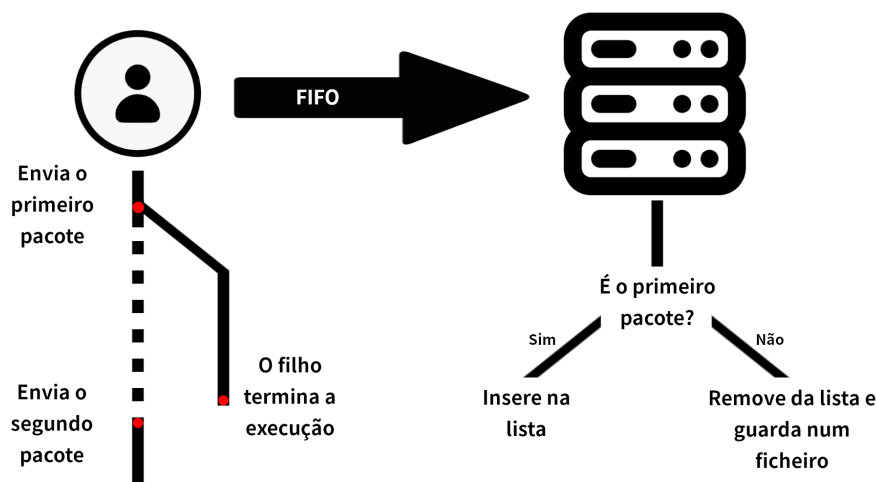 FIFO
Envia o
primeiro
pacote
É o primeiro
pacote?
Sim
Não
O filho
termina a
execução
Envia o
segundo
pacote
Insere na
lista
Remove da lista e
guarda num
ficheiro